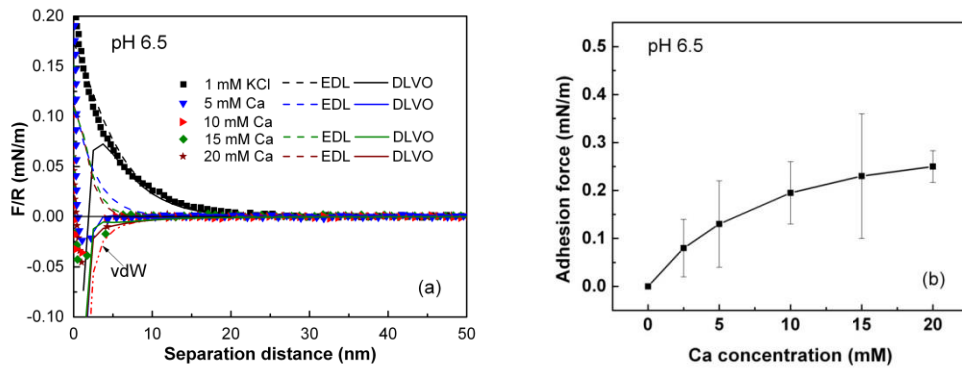 pH 6.5
1 mM KCl --- EDL — DLVO
5 mM Ca --- EDL — DLVO
10 mM Ca
15 mM Ca --- EDL — DLVO
20 mM Ca --- EDL — DLVO
F/R (mN/m)
0.20
0.15
0.10
0.05
0.00
-0.05
-0.10
vdW
(a)
0 10 20 30 40 50
Separation distance (nm)
pH 6.5
Adhesion force (mN/m)
0.5
0.4
0.3
0.2
0.1
0.0
(b)
0 5 10 15 20
Ca concentration (mM)